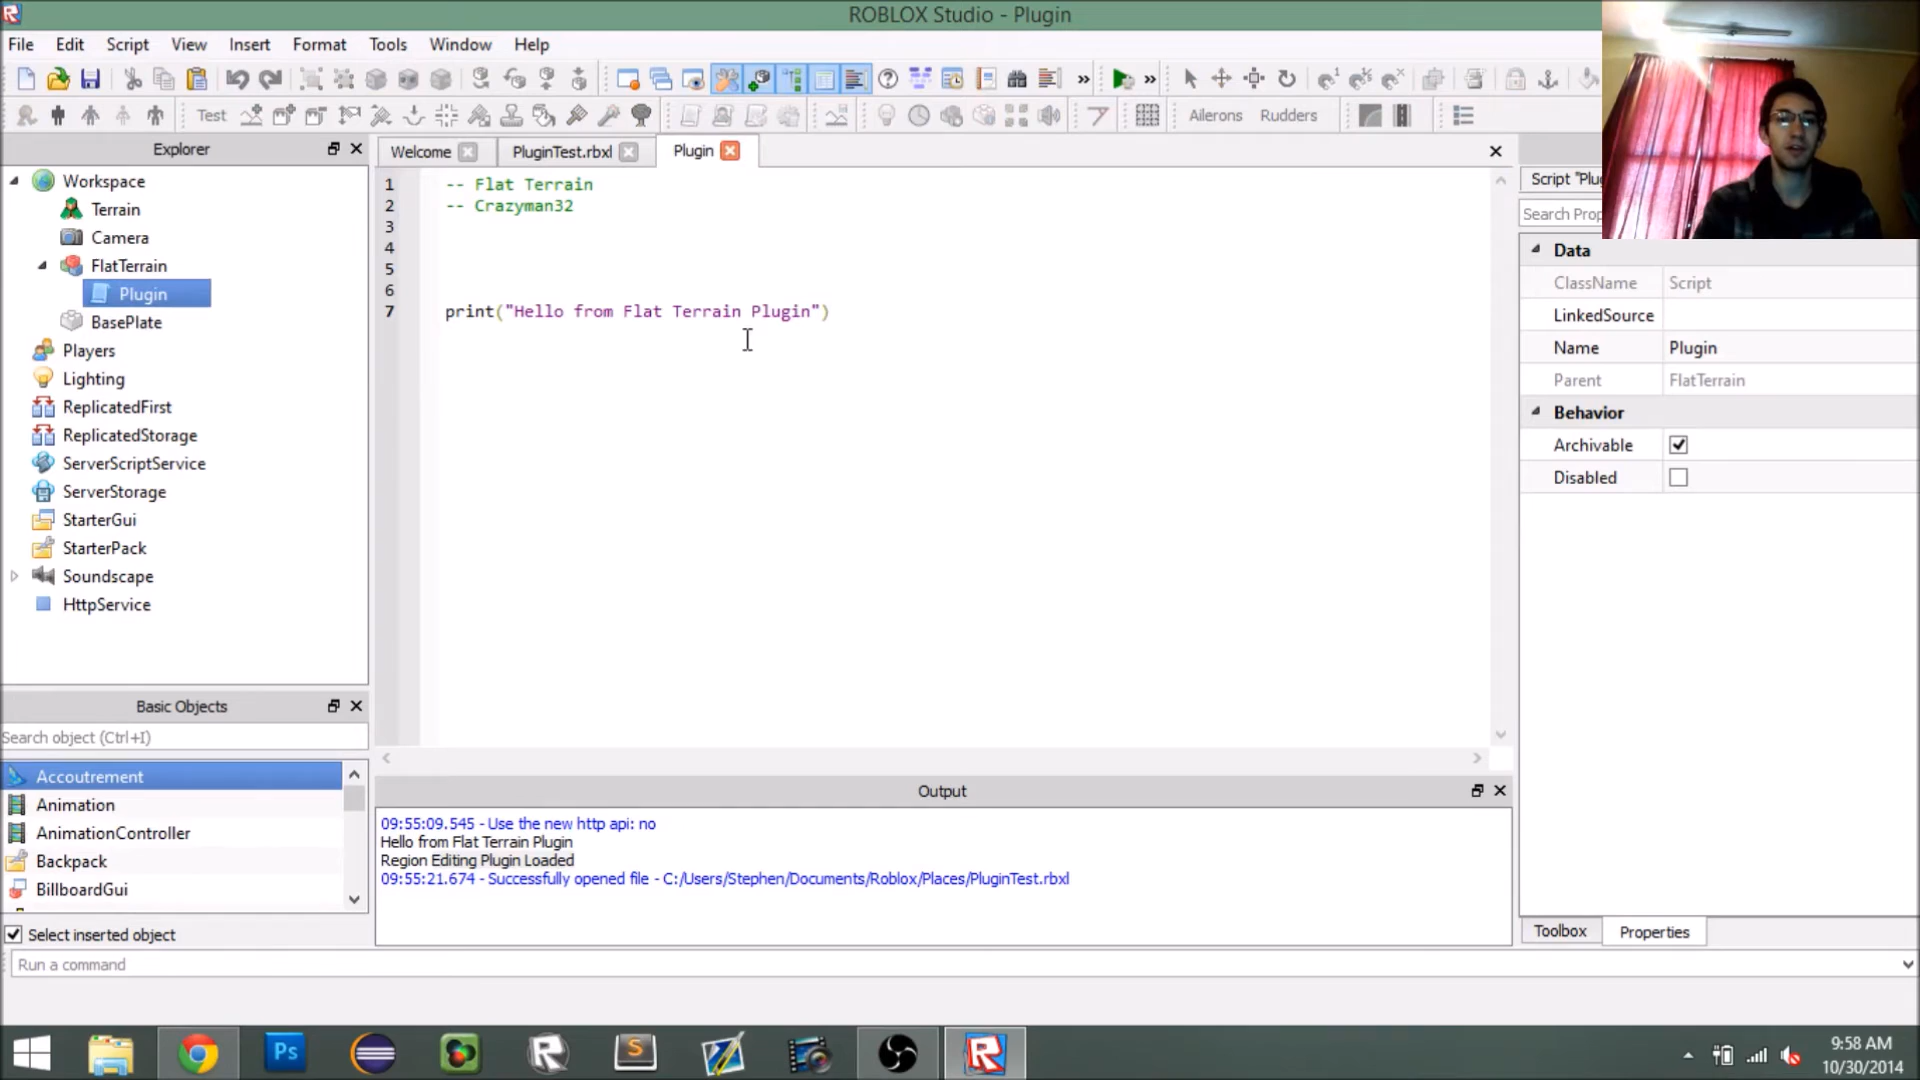 ROBLOX Studio - Plugin
File Edit Script View Insert Format Tools Window Help
Test
Ailerons Rudders
Explorer
Welcome
PluginTest.rbxl
Plugin
Workspace
Terrain
Camera
FlatTerrain
Plugin
BasePlate
Players
Lighting
ReplicatedFirst
ReplicatedStorage
ServerScriptService
ServerStorage
StarterGui
StarterPack
Soundscape
HttpService
1 -- Flat Terrain
2 -- Crazyman32
3
4
5
6
7 print("Hello from Flat Terrain Plugin")
Script "Plu
Search Prop
Data
ClassName Script
LinkedSource
Name Plugin
Parent FlatTerrain
Behavior
Archivable
Disabled
Basic Objects
Search object (Ctrl+I)
Accoutrement
Animation
AnimationController
Backpack
BillboardGui
Select inserted object
Output
09:55:09.545 - Use the new http api: no
Hello from Flat Terrain Plugin
Region Editing Plugin Loaded
09:55:21.674 - Successfully opened file - C:/Users/Stephen/Documents/Roblox/Places/PluginTest.rbxl
Toolbox Properties
Run a command
Ps
S
9:58 AM
10/30/2014